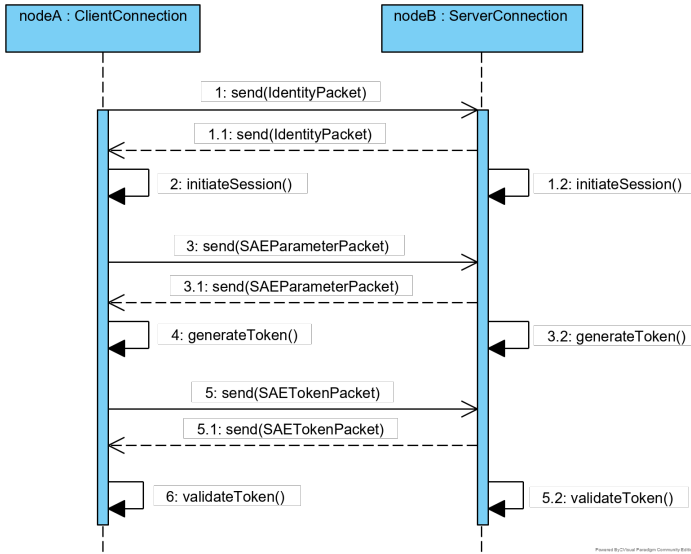 nodeA : ClientConnection
nodeB : ServerConnection
1: send(IdentityPacket)
1.1: send(IdentityPacket)
2: initiateSession()
1.2: initiateSession()
3: send(SAEParameterPacket)
3.1: send(SAEParameterPacket)
4: generateToken()
3.2: generateToken()
5: send(SAETokenPacket)
5.1: send(SAETokenPacket)
6: validateToken()
5.2: validateToken()